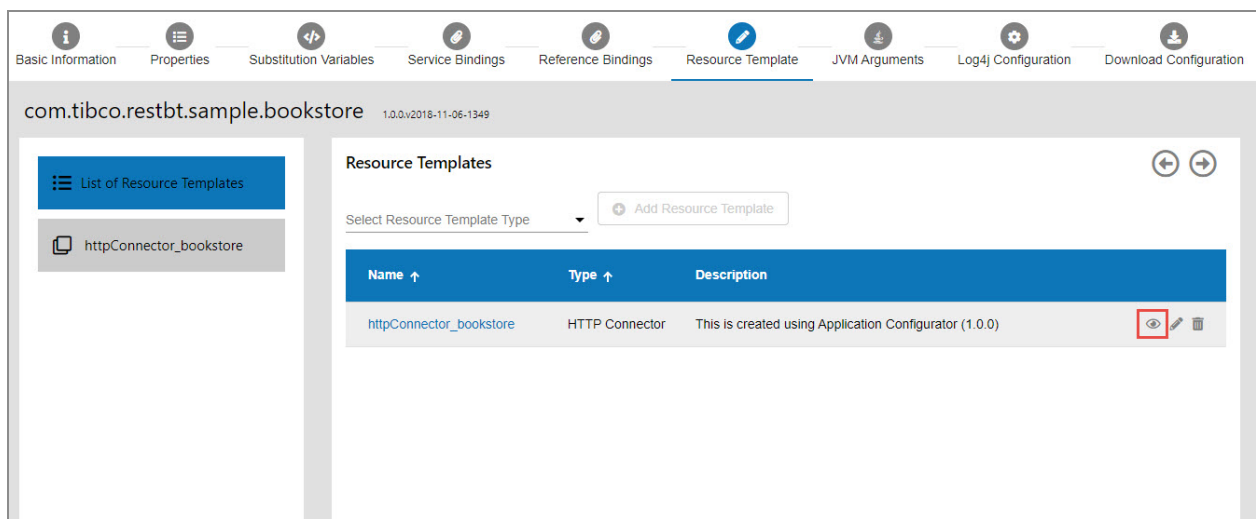 Basic Information Properties Substitution Variables Service Bindings Reference Bindings Resource Template JVM Arguments Log4j Configuration Download Configuration
com.tibco.restbt.sample.bookstore 1.0.0.v2018-11-06-1349
List of Resource Templates
httpConnector_bookstore
Resource Templates
Select Resource Template Type Add Resource Template
Name ↑ Type ↑ Description
httpConnector_bookstore HTTP Connector This is created using Application Configurator (1.0.0)